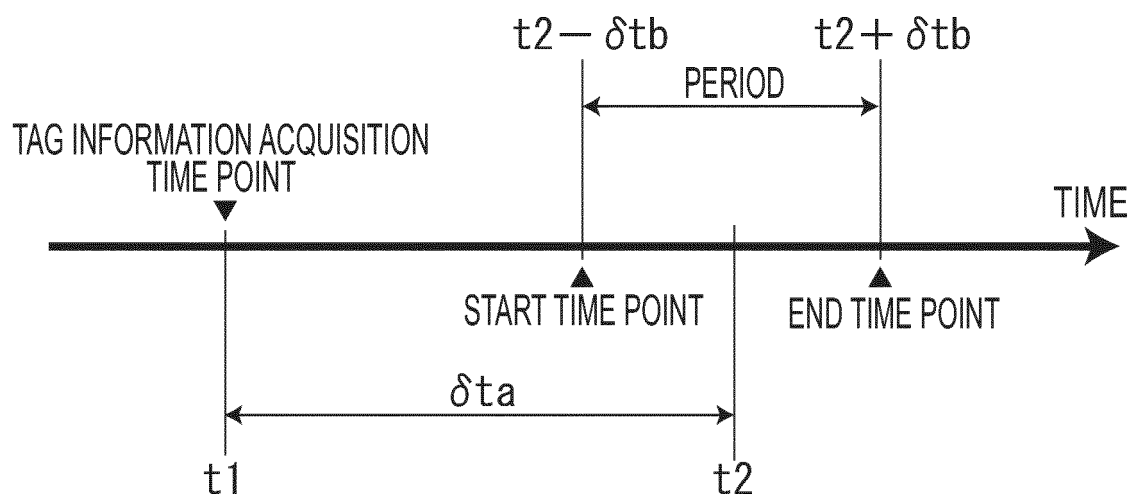 t2− δtb
t2+ δtb
PERIOD
TAG INFORMATION ACQUISITION
TIME POINT
TIME
START TIME POINT
END TIME POINT
δta
t1
t2